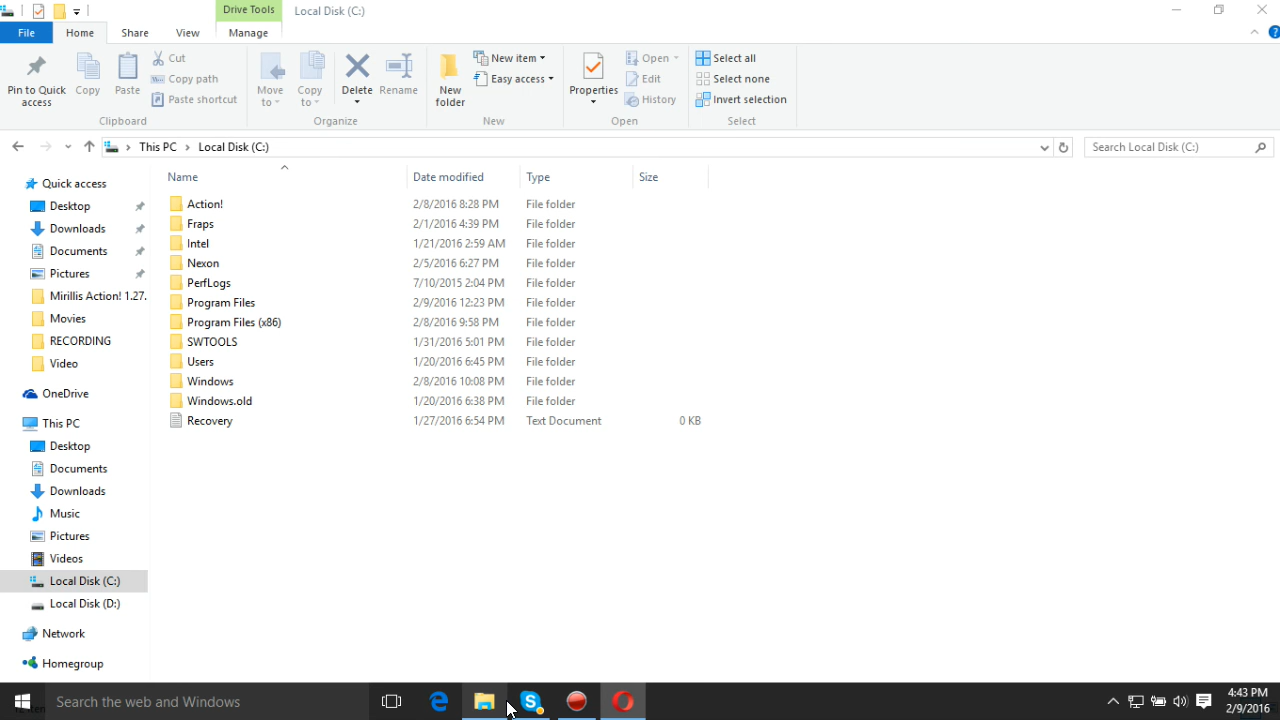 Drive Tools Local Disk (C:)
File Home Share View Manage
Pin to Quick access
Copy
Paste
Cut
Copy path
Paste shortcut
Clipboard
Move to
Copy to
Delete
Rename
Organize
New folder
New item
Easy access
New
Properties
Open
Edit
History
Open
Select all
Select none
Invert selection
Select
This PC Local Disk (C:)
Search Local Disk (C:)
Quick access
Desktop
Downloads
Documents
Pictures
Mirillis Action! 1.27.
Movies
RECORDING
Video
OneDrive
This PC
Desktop
Documents
Downloads
Music
Pictures
Videos
Local Disk (C:)
Local Disk (D:)
Network
Homegroup
Name Date modified Type Size
Action! 2/8/2016 8:28 PM File folder
Fraps 2/1/2016 4:39 PM File folder
Intel 1/21/2016 2:59 AM File folder
Nexon 2/5/2016 6:27 PM File folder
PerfLogs 7/10/2015 2:04 PM File folder
Program Files 2/9/2016 12:23 PM File folder
Program Files (x86) 2/8/2016 9:58 PM File folder
SWTOOLS 1/31/2016 5:01 PM File folder
Users 1/20/2016 6:45 PM File folder
Windows 2/8/2016 10:08 PM File folder
Windows.old 1/20/2016 6:38 PM File folder
Recovery 1/27/2016 6:54 PM Text Document 0 KB
Search the web and Windows
4:43 PM
2/9/2016